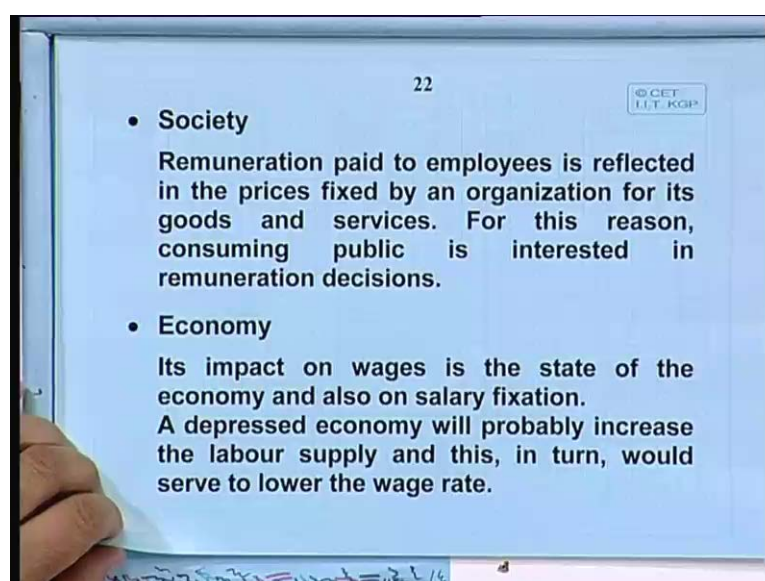 22
© CET
I.I.T. KGP
• Society
Remuneration paid to employees is reflected
in the prices fixed by an organization for its
goods and services. For this reason,
consuming public is interested in
remuneration decisions.
• Economy
Its impact on wages is the state of the
economy and also on salary fixation.
A depressed economy will probably increase
the labour supply and this, in turn, would
serve to lower the wage rate.